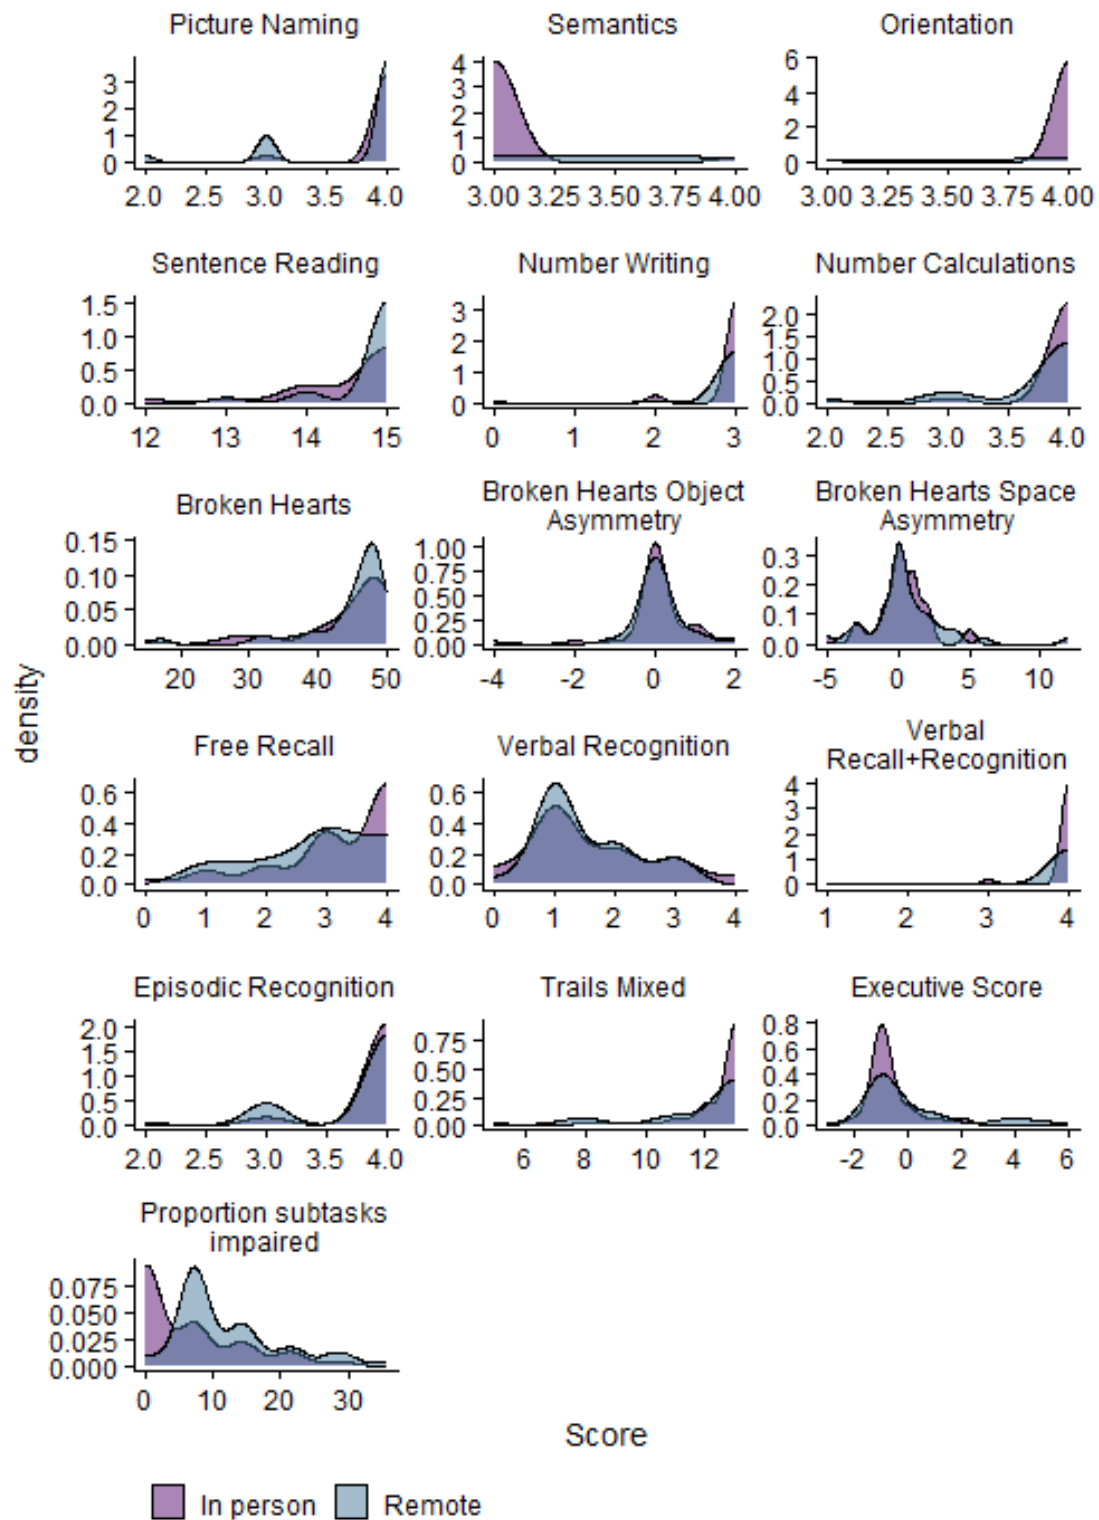 Picture Naming
Semantics
Orientation
3
2
1
0
2.0 2.5 3.0 3.5 4.0
4
3
2
1
0
3.00 3.25 3.50 3.75 4.00
6
4
2
0
3.00 3.25 3.50 3.75 4.00
Sentence Reading
Number Writing
Number Calculations
1.5
1.0
0.5
0.0
12 13 14 15
3
2
1
0
0 1 2 3
2.0
1.5
1.0
0.5
0.0
2.0 2.5 3.0 3.5 4.0
Broken Hearts
Broken Hearts Object
Asymmetry
Broken Hearts Space
Asymmetry
0.15
0.10
0.05
0.00
20 30 40 50
1.00
0.75
0.50
0.25
0.00
-4 -2 0 2
0.3
0.2
0.1
0.0
-5 0 5 10
density
Free Recall
Verbal Recognition
Verbal
Recall+Recognition
0.6
0.4
0.2
0.0
0 1 2 3 4
0.6
0.4
0.2
0.0
0 1 2 3 4
4
3
2
1
0
1 2 3 4
Episodic Recognition
Trails Mixed
Executive Score
2.0
1.5
1.0
0.5
0.0
2.0 2.5 3.0 3.5 4.0
0.75
0.50
0.25
0.00
6 8 10 12
0.8
0.6
0.4
0.2
0.0
-2 0 2 4 6
Proportion subtasks
impaired
0.075
0.050
0.025
0.000
0 10 20 30
Score
In person
Remote